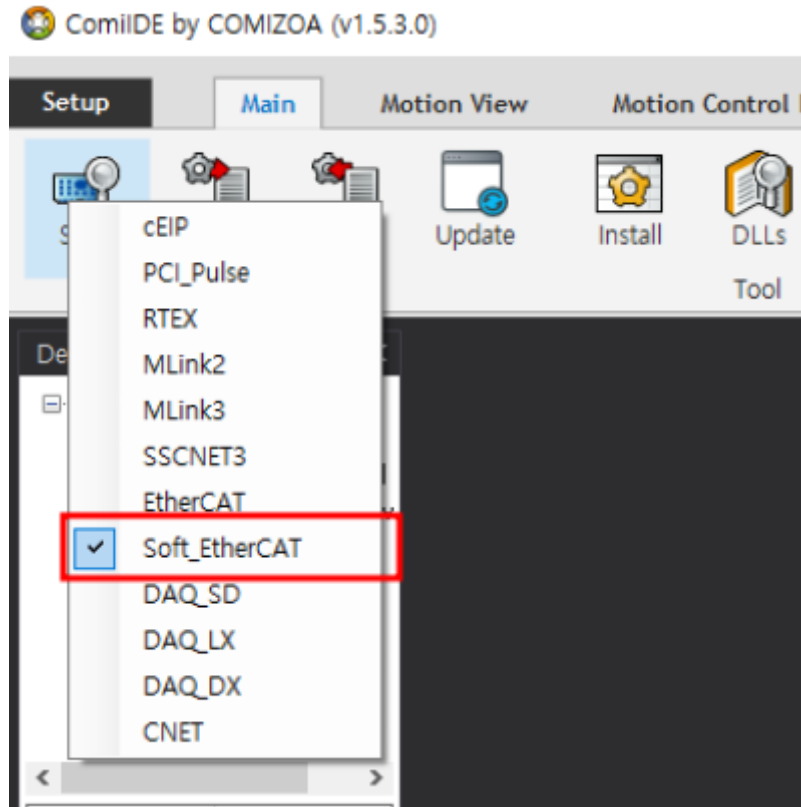 ComiIDE by COMIZOA (v1.5.3.0)
Setup Main Motion View Motion Control
Update Install DLLs
Tool
De
cEIP
PCI_Pulse
RTEX
MLink2
MLink3
SSCNET3
EtherCAT
Soft_EtherCAT
DAQ_SD
DAQ_LX
DAQ_DX
CNET